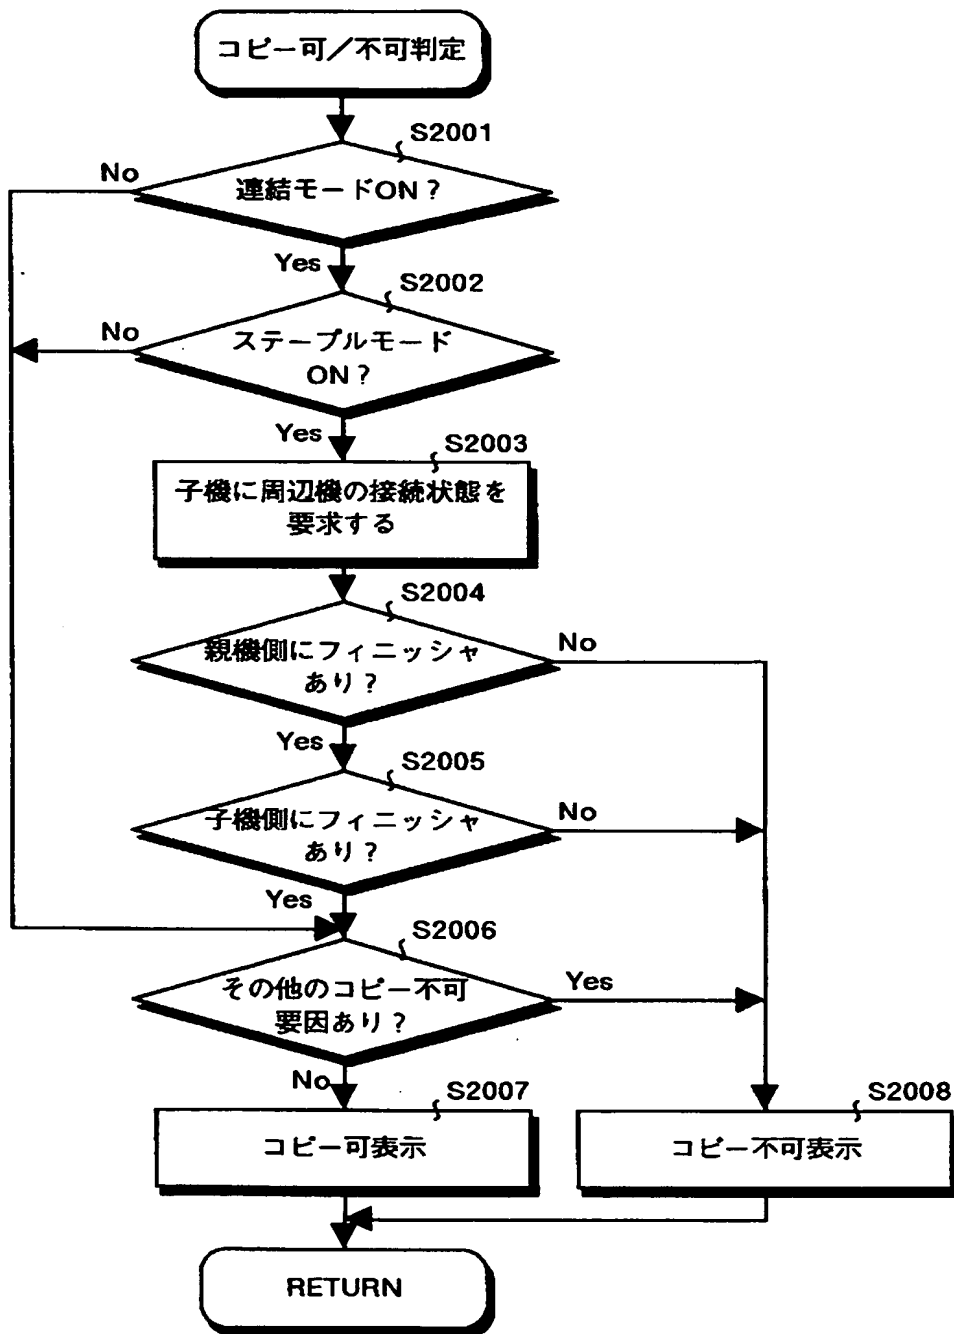 コピー可／不可判定
S2001
No
連結モードON？
Yes
S2002
No
ステープルモード
ON？
Yes
S2003
子機に周辺機の接続状態を
要求する
S2004
親機側にフィニッシャ
あり？
No
Yes
S2005
子機側にフィニッシャ
あり？
No
Yes
S2006
その他のコピー不可
要因あり？
Yes
No
S2007
コピー可表示
S2008
コピー不可表示
RETURN